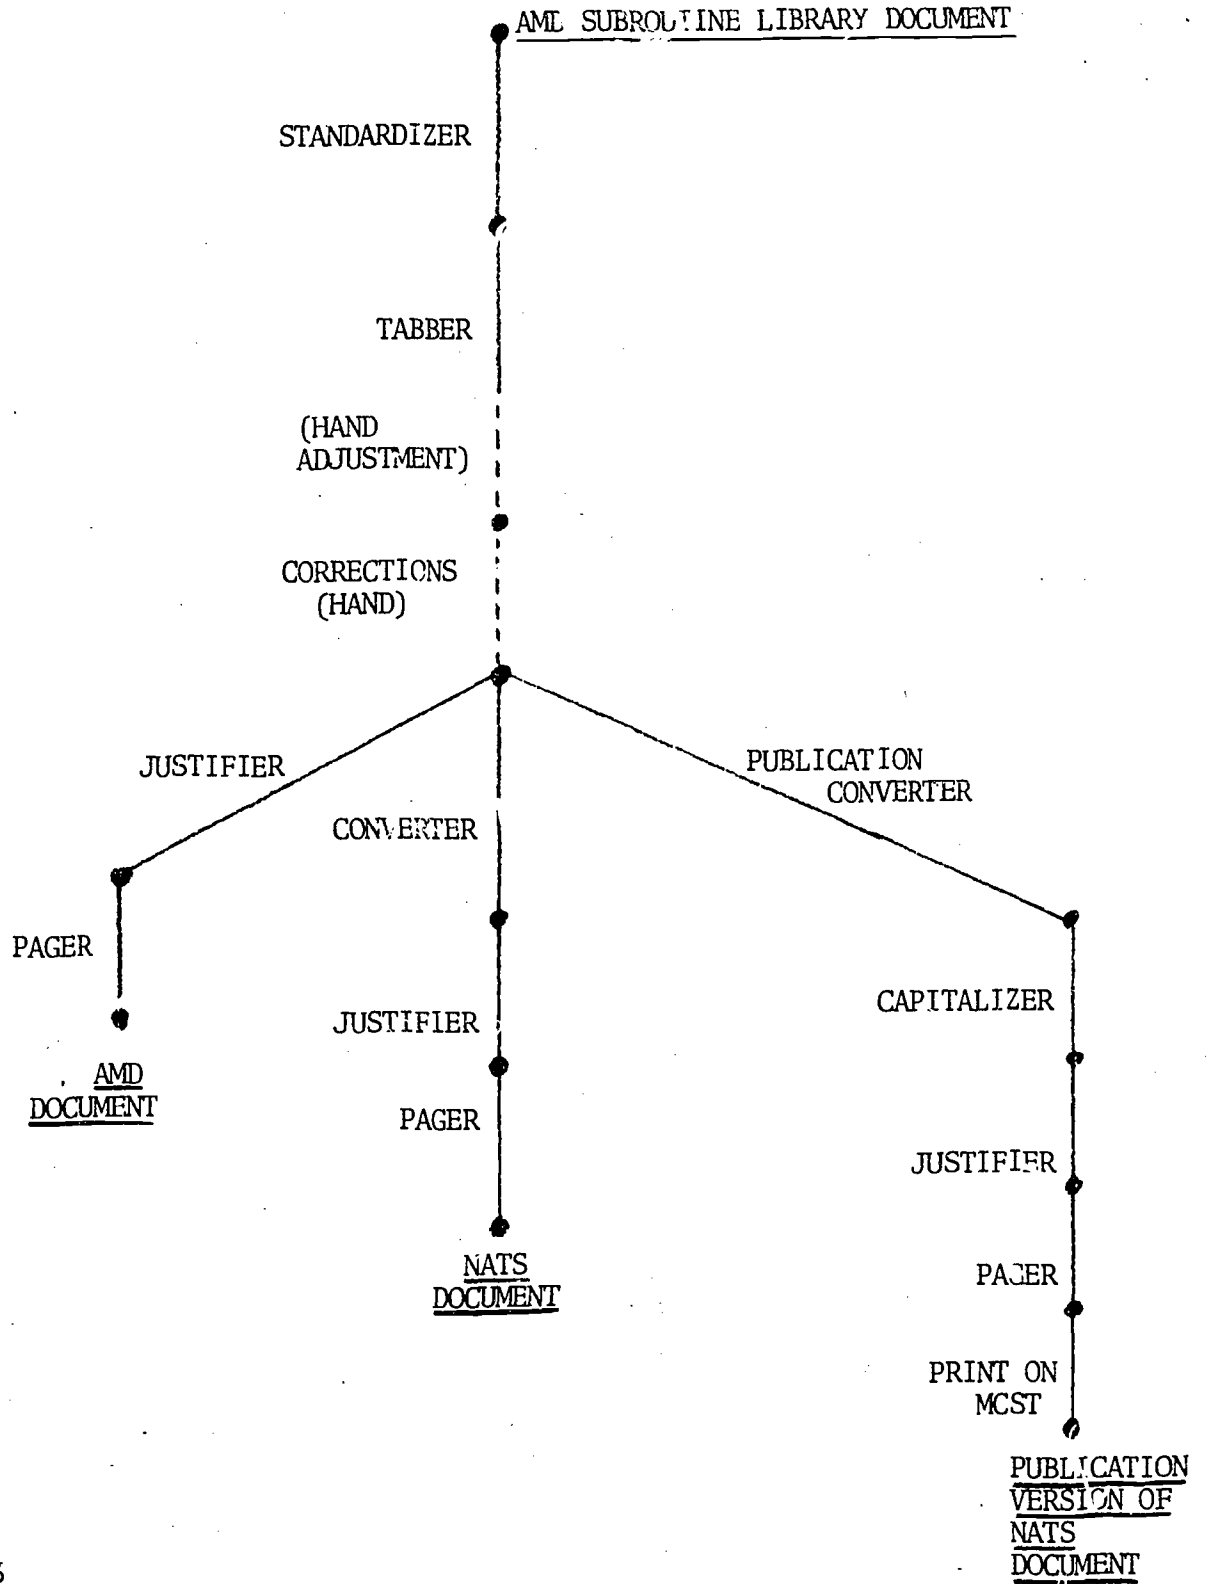 AMD SUBROUTINE LIBRARY DOCUMENT
STANDARDIZER
TABBER
(HAND
ADJUSTMENT)
CORRECTIONS
(HAND)
JUSTIFIER
PUBLICATION
CONVERTER
CONVERTER
PAGER
CAPITALIZER
JUSTIFIER
AMD
DOCUMENT
PAGER
JUSTIFIER
NATS
DOCUMENT
PAGER
PRINT ON
MCST
PUBLICATION
VERSION OF
NATS
DOCUMENT